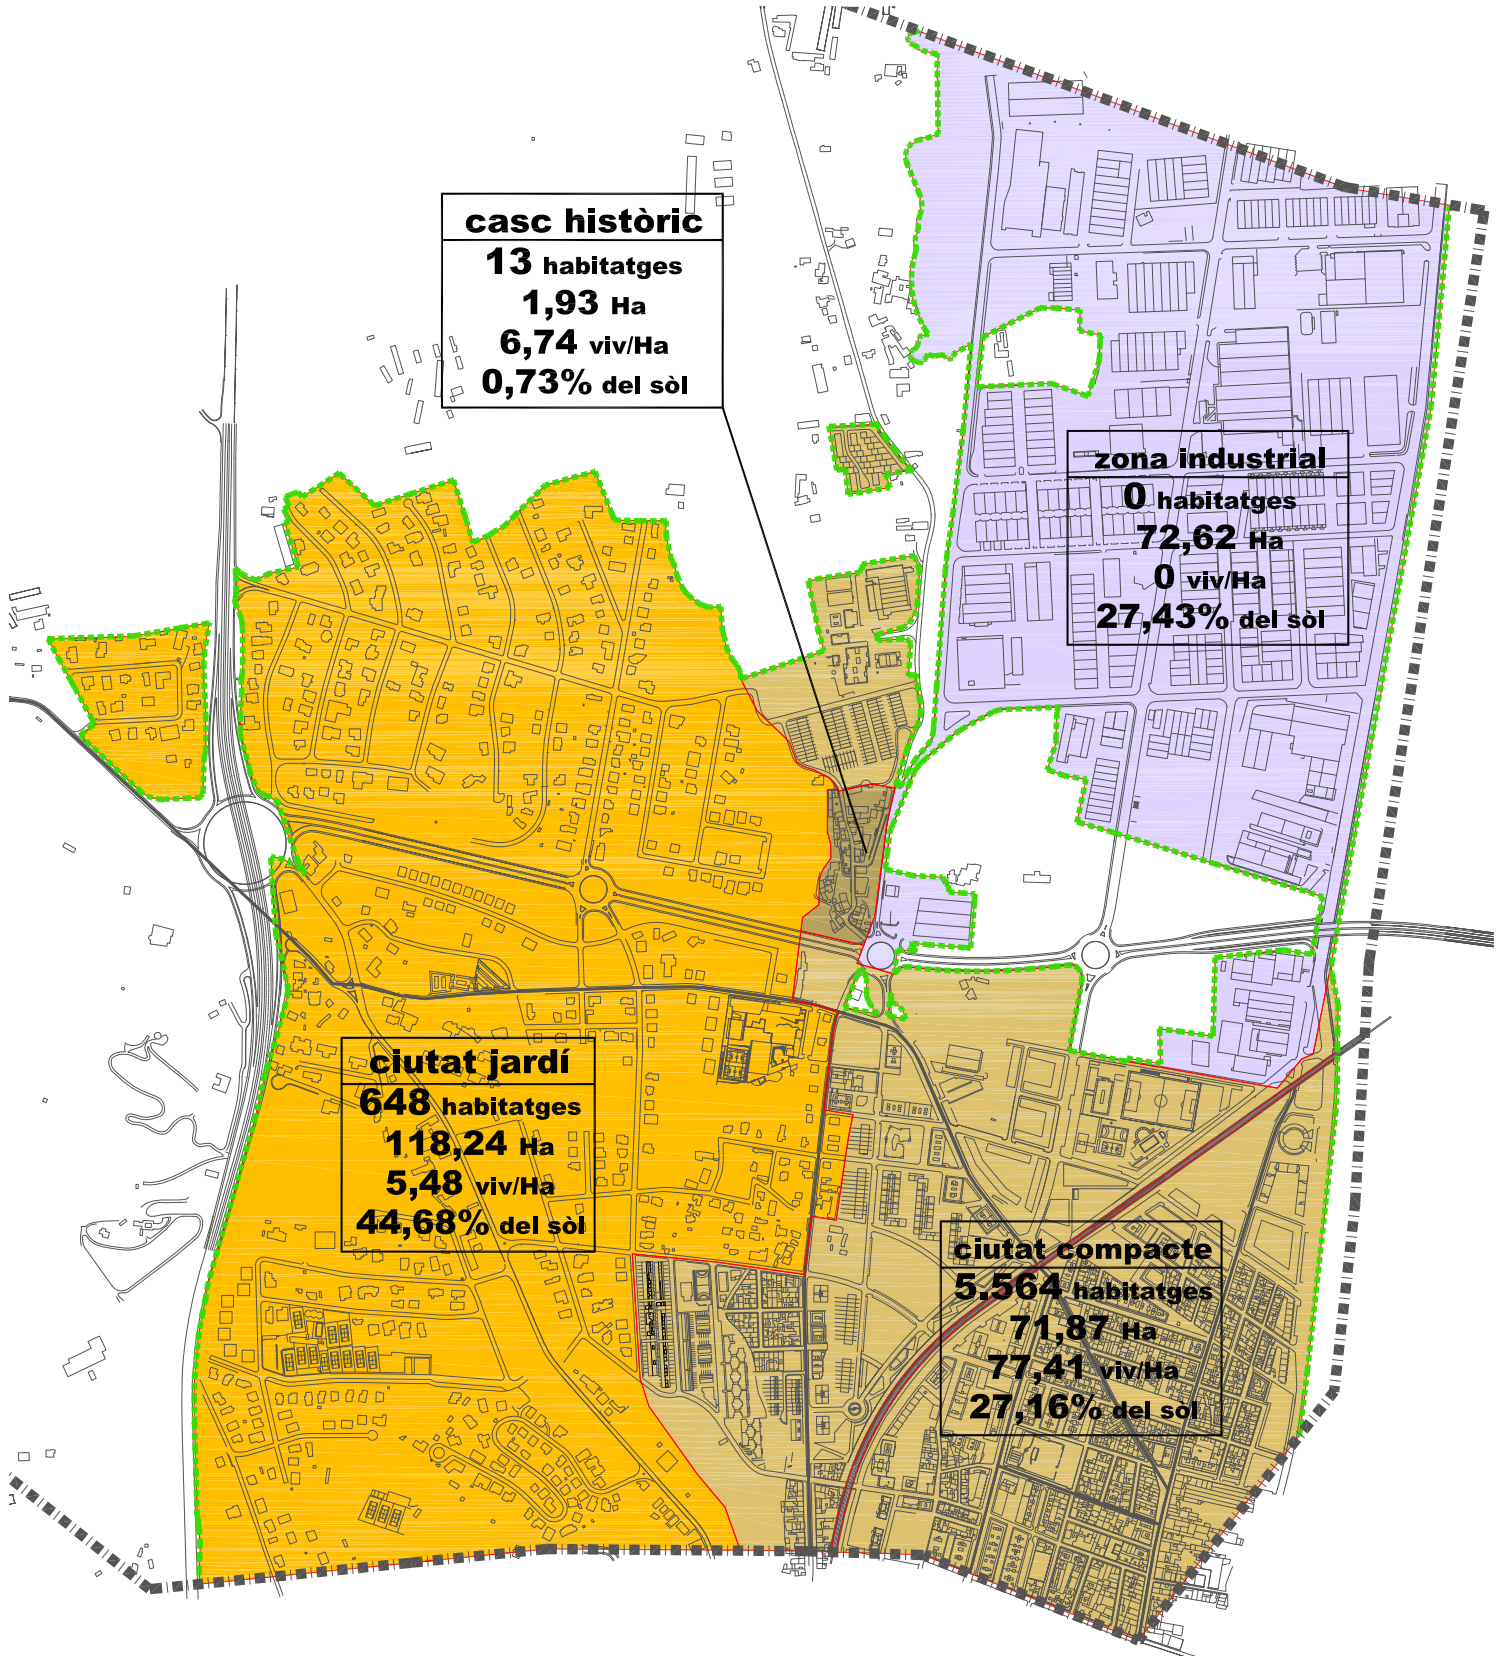 casc històric
13 habitatges
1,93 Ha
6,74 viv/Ha
0,73% del sòl
zona industrial
0 habitatges
72,62 Ha
0 viv/Ha
27,43% del sòl
ciutat jardí
648 habitatges
118,24 Ha
5,48 viv/Ha
44,68% del sòl
ciutat compacte
5.564 habitatges
71,87 Ha
77,41 viv/Ha
27,16% del sòl